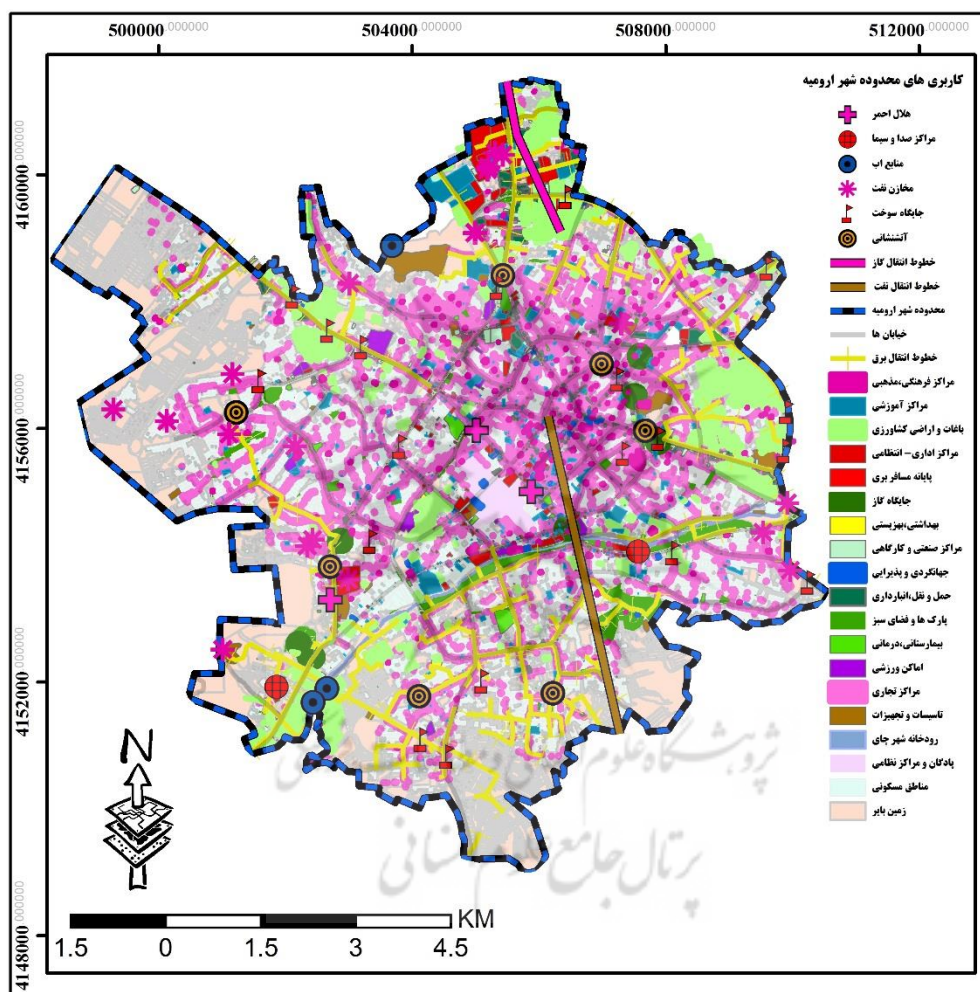 500000.000000 504000.000000 508000.000000 512000.000000
4160000.000000
4156000.000000
4152000.000000
4148000.000000
کاربری های محدوده شهر ارومیه
هلال احمر
مراکز صدا و سیما
منابع اب
مخازن نفت
جایگاه سوخت
آتشنشانی
خطوط انتقال گاز
خطوط انتقال نفت
محدوده شهر ارومیه
خیابان ها
خطوط انتقال برق
مراکز فرهنگی،مذهبی
مراکز آموزشی
باغات و اراضی کشاورزی
مراکز اداری- انتظامی
پایانه مسافر بری
جایگاه گاز
بهداشتی،بهزیستی
مراکز صنعتی و کارگاهی
جهانگردی و پذیرایی
حمل و نقل،انبارداری
پارک ها و فضای سبز
بیمارستانی،درمانی
اماکن ورزشی
مراکز تجاری
تاسیسات و تجهیزات
رودخانه شهر چای
پادگان و مراکز نظامی
مناطق مسکونی
زمین بایر
پرتال جامع علوم انسانی
N
KM
1.5 0 1.5 3 4.5